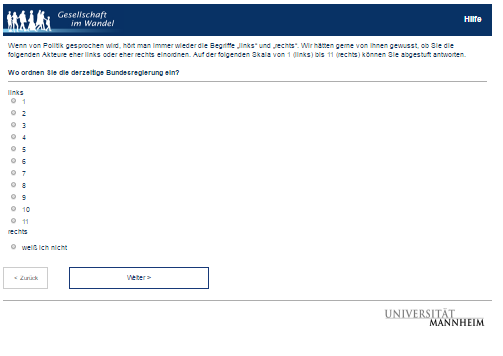 Gesellschaft
im Wandel
Hilfe
Wenn von Politik gesprochen wird, hört man immer wieder die Begriffe „links“ und „rechts“. Wir hätten gerne von Ihnen gewusst, ob Sie die
folgenden Akteure eher links oder eher rechts einordnen. Auf der folgenden Skala von 1 (links) bis 11 (rechts) können Sie abgestuft antworten.
Wo ordnen Sie die derzeitige Bundesregierung ein?
links
1
2
3
4
5
6
7
8
9
10
11
rechts
weiß ich nicht
< Zurück
Weiter >
UNIVERSITÄT
MANNHEIM